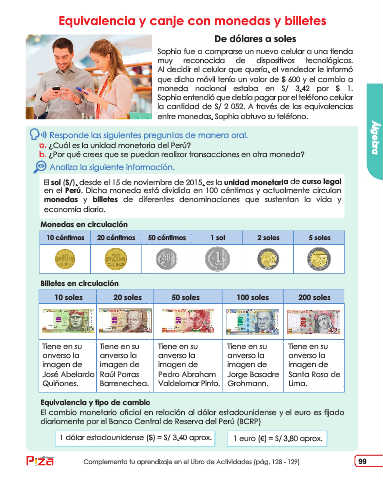 Equivalencia y canje con monedas y billetes
De dólares a soles
Sophia fue a comprarse un nuevo celular a una tienda
muy reconocida de dispositivos tecnológicos.
Al decidir el celular que quería, el vendedor le informó
que dicho móvil tenía un valor de $ 600 y el cambio a
moneda nacional estaba en S/ 3,42 por $ 1.
Sophia entendió que debía pagar por el teléfono celular
la cantidad de S/ 2 052. A través de las equivalencias
entre monedas, Sophia obtuvo su teléfono.
Responde las siguientes preguntas de manera oral.
a. ¿Cuál es la unidad monetaria del Perú?
b. ¿Por qué crees que se puedan realizar transacciones en otra moneda?
Analiza la siguiente información.
El sol (S/), desde el 15 de noviembre de 2015, es la unidad monetaria de curso legal
en el Perú. Dicha moneda está dividida en 100 céntimos y actualmente circulan
monedas y billetes de diferentes denominaciones que sustentan la vida y
economía diaria.
Álgebra
Monedas en circulación
10 céntimos 20 céntimos 50 céntimos 1 sol 2 soles 5 soles
Billetes en circulación
10 soles 20 soles 50 soles 100 soles 200 soles
Tiene en su Tiene en su Tiene en su Tiene en su Tiene en su
anverso la anverso la anverso la anverso la anverso la
imagen de imagen de imagen de imagen de imagen de
José Abelardo Raúl Porras Pedro Abraham Jorge Basadre Santa Rosa de
Quiñones. Barrenechea. Valdelomar Pinto. Grohmann. Lima.
Equivalencia y tipo de cambio
El cambio monetario oficial en relación al dólar estadounidense y el euro es fijado
diariamente por el Banco Central de Reserva del Perú (BCRP)
1 dólar estadounidense ($) = S/ 3,40 aprox. 1 euro (€) = S/ 3,80 aprox.
Complementa tu aprendizaje en el Libro de Actividades (pág. 128 - 129)
99